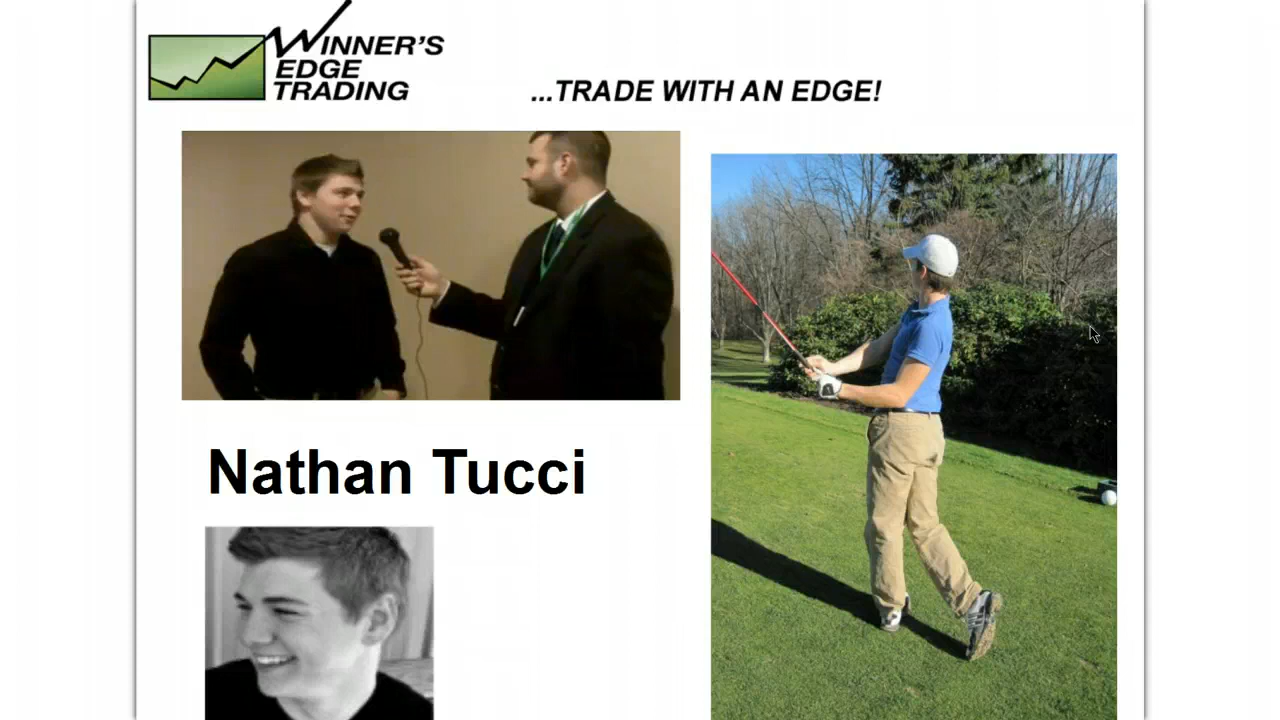 WINNER'S
EDGE
TRADING
...TRADE WITH AN EDGE!
Nathan Tucci